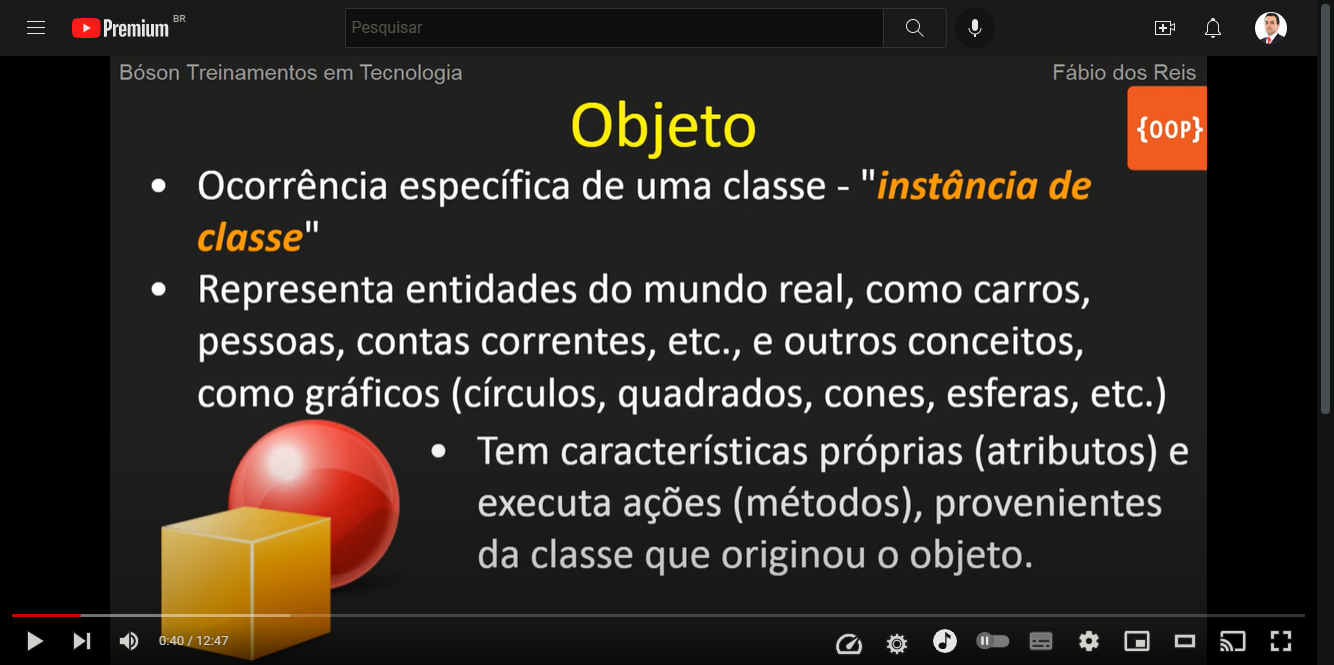 Premium BR
Pesquisar
Bóson Treinamentos em Tecnologia
Fábio dos Reis
Objeto
{OOP}
• Ocorrência específica de uma classe - "instância de
classe"
• Representa entidades do mundo real, como carros,
pessoas, contas correntes, etc., e outros conceitos,
como gráficos (círculos, quadrados, cones, esferas, etc.)
• Tem características próprias (atributos) e
executa ações (métodos), provenientes
da classe que originou o objeto.
0:40 / 12:47